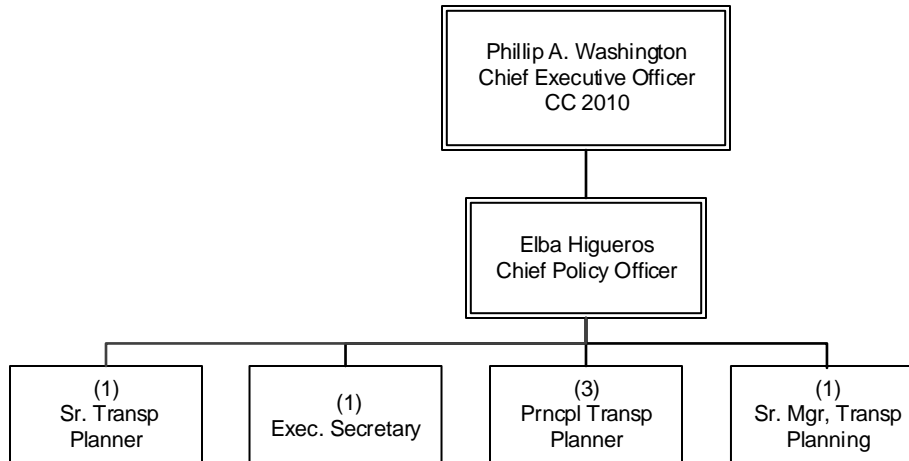 Phillip A. Washington
Chief Executive Officer
CC 2010
Elba Higueros
Chief Policy Officer
(1)
Sr. Transp
Planner
(1)
Exec. Secretary
(3)
Prncpl Transp
Planner
(1)
Sr. Mgr, Transp
Planning